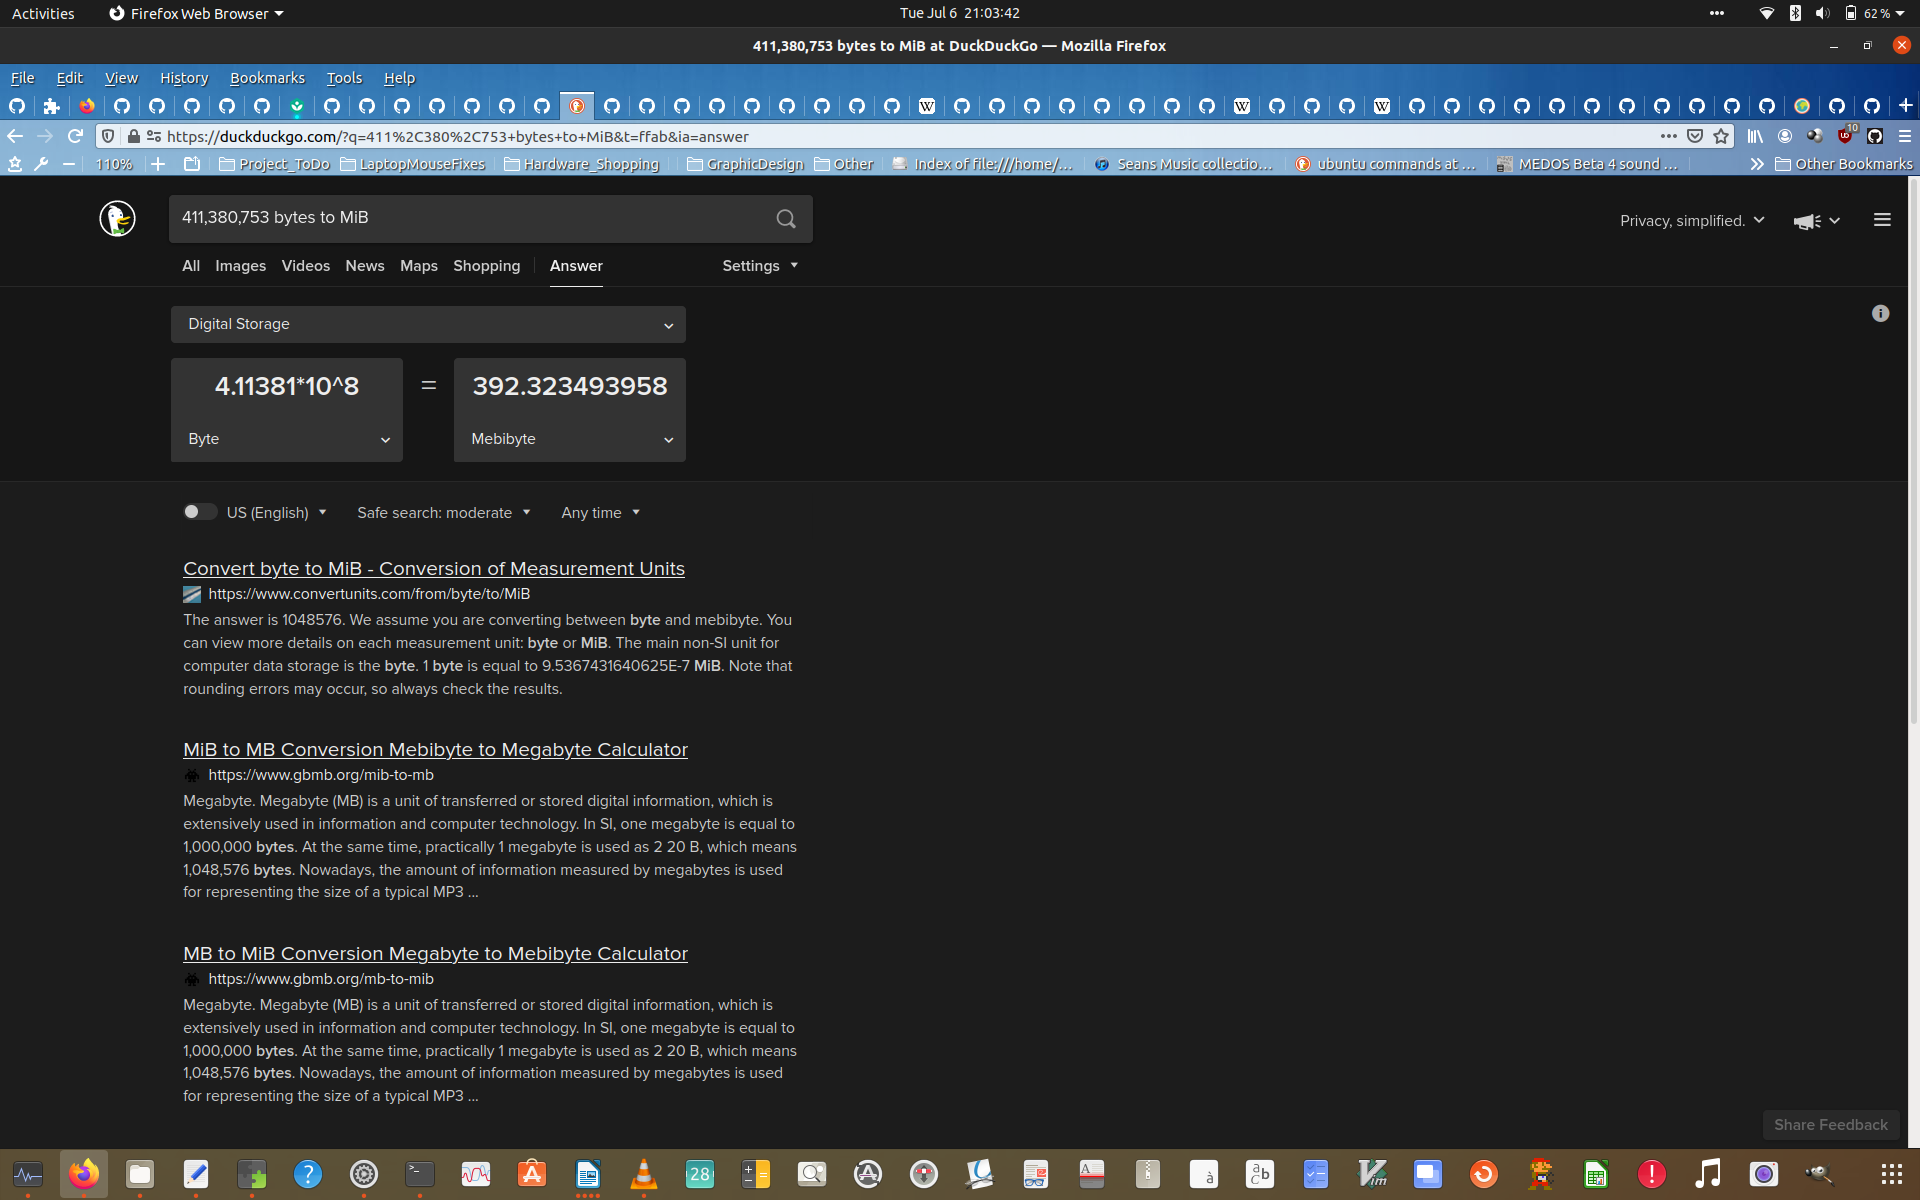 Activities
Firefox Web Browser
Tue Jul 6 21:03:42
62 %
411,380,753 bytes to MiB at DuckDuckGo — Mozilla Firefox
File Edit View History Bookmarks Tools Help
https://duckduckgo.com/?q=411%2C380%2C753+bytes+to+MiB&t=ffab&ia=answer
10
110%
Project_ToDo
LaptopMouseFixes
Hardware_Shopping
GraphicDesign
Other
Index of file:///home/…
Seans Music collectio…
ubuntu commands at …
MEDOS Beta 4 sound …
Other Bookmarks
411,380,753 bytes to MiB
Privacy, simplified.
All Images Videos News Maps Shopping Answer Settings
Digital Storage
4.11381*10^8 = 392.323493958
Byte Mebibyte
US (English) Safe search: moderate Any time
Convert byte to MiB - Conversion of Measurement Units
https://www.convertunits.com/from/byte/to/MiB
The answer is 1048576. We assume you are converting between byte and mebibyte. You
can view more details on each measurement unit: byte or MiB. The main non-SI unit for
computer data storage is the byte. 1 byte is equal to 9.5367431640625E-7 MiB. Note that
rounding errors may occur, so always check the results.
MiB to MB Conversion Mebibyte to Megabyte Calculator
https://www.gbmb.org/mib-to-mb
Megabyte. Megabyte (MB) is a unit of transferred or stored digital information, which is
extensively used in information and computer technology. In SI, one megabyte is equal to
1,000,000 bytes. At the same time, practically 1 megabyte is used as 2 20 B, which means
1,048,576 bytes. Nowadays, the amount of information measured by megabytes is used
for representing the size of a typical MP3 ...
MB to MiB Conversion Megabyte to Mebibyte Calculator
https://www.gbmb.org/mb-to-mib
Megabyte. Megabyte (MB) is a unit of transferred or stored digital information, which is
extensively used in information and computer technology. In SI, one megabyte is equal to
1,000,000 bytes. At the same time, practically 1 megabyte is used as 2 20 B, which means
1,048,576 bytes. Nowadays, the amount of information measured by megabytes is used
for representing the size of a typical MP3 ...
Share Feedback
28